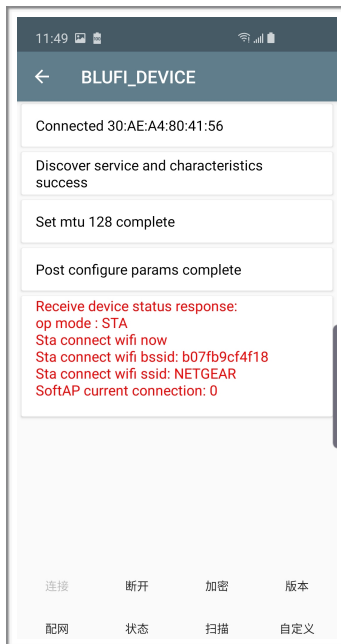 11:49
BLUFI_DEVICE
Connected 30:AE:A4:80:41:56
Discover service and characteristics
success
Set mtu 128 complete
Post configure params complete
Receive device status response:
op mode : STA
Sta connect wifi now
Sta connect wifi bssid: b07fb9cf4f18
Sta connect wifi ssid: NETGEAR
SoftAP current connection: 0
连接 断开 加密 版本
配网 状态 扫描 自定义